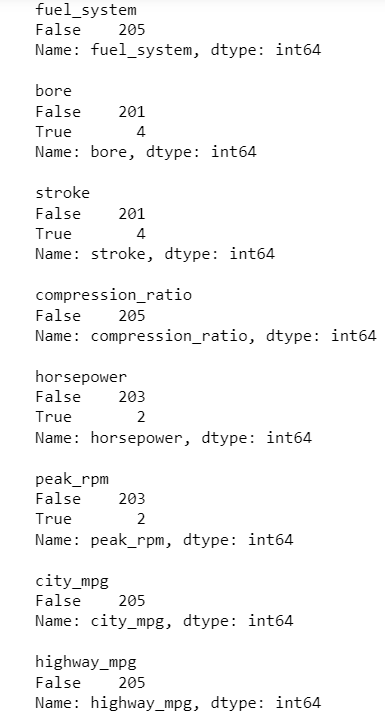 fuel_system
False    205
Name: fuel_system, dtype: int64
bore
False    201
True       4
Name: bore, dtype: int64
stroke
False    201
True       4
Name: stroke, dtype: int64
compression_ratio
False    205
Name: compression_ratio, dtype: int64
horsepower
False    203
True       2
Name: horsepower, dtype: int64
peak_rpm
False    203
True       2
Name: peak_rpm, dtype: int64
city_mpg
False    205
Name: city_mpg, dtype: int64
highway_mpg
False    205
Name: highway_mpg, dtype: int64